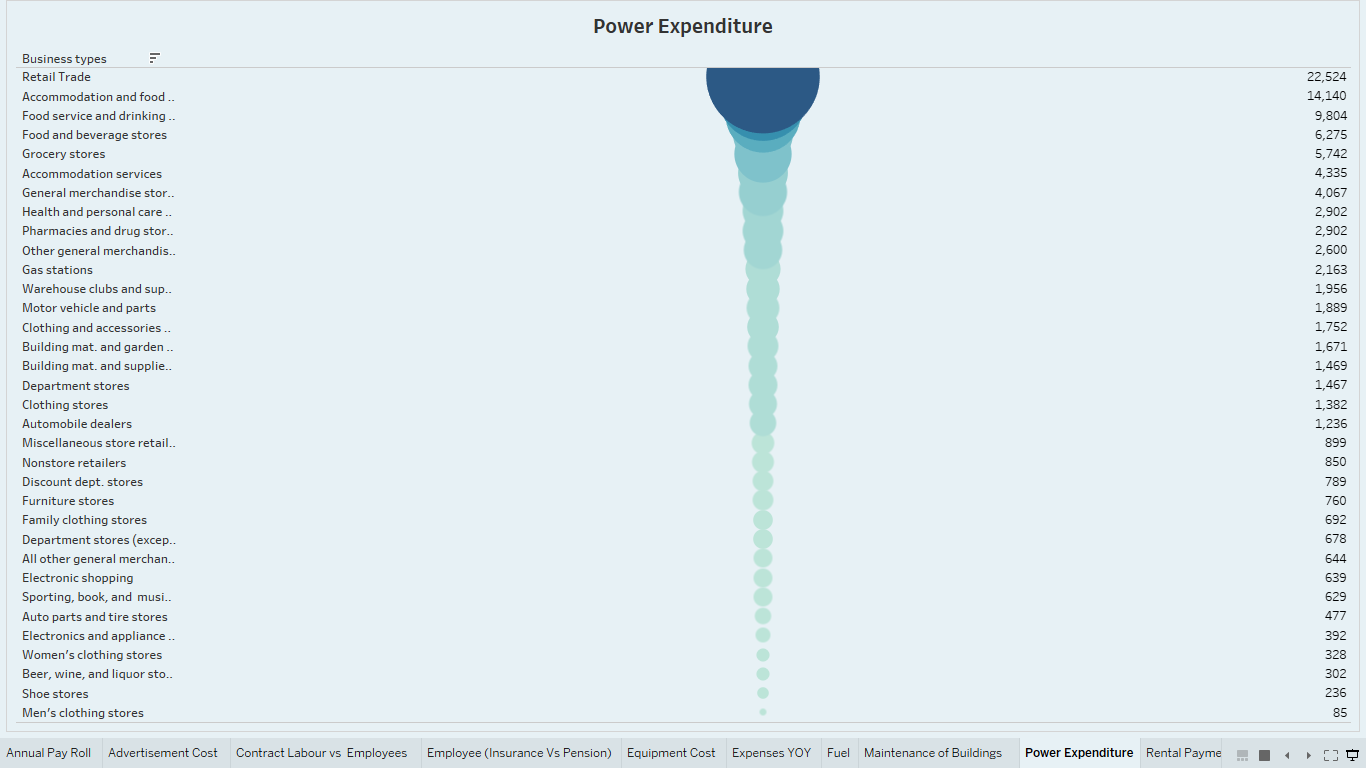 Power Expenditure
Business types
Retail Trade 22,524
Accommodation and food .. 14,140
Food service and drinking .. 9,804
Food and beverage stores 6,275
Grocery stores 5,742
Accommodation services 4,335
General merchandise stor.. 4,067
Health and personal care .. 2,902
Pharmacies and drug stor.. 2,902
Other general merchandis.. 2,600
Gas stations 2,163
Warehouse clubs and sup.. 1,956
Motor vehicle and parts 1,889
Clothing and accessories .. 1,752
Building mat. and garden .. 1,671
Building mat. and supplie.. 1,469
Department stores 1,467
Clothing stores 1,382
Automobile dealers 1,236
Miscellaneous store retail.. 899
Nonstore retailers 850
Discount dept. stores 789
Furniture stores 760
Family clothing stores 692
Department stores (excep.. 678
All other general merchan.. 644
Electronic shopping 639
Sporting, book, and musi.. 629
Auto parts and tire stores 477
Electronics and appliance .. 392
Women’s clothing stores 328
Beer, wine, and liquor sto.. 302
Shoe stores 236
Men’s clothing stores 85
Annual Pay Roll Advertisement Cost Contract Labour vs Employees Employee (Insurance Vs Pension) Equipment Cost Expenses YOY Fuel Maintenance of Buildings Power Expenditure Rental Payme